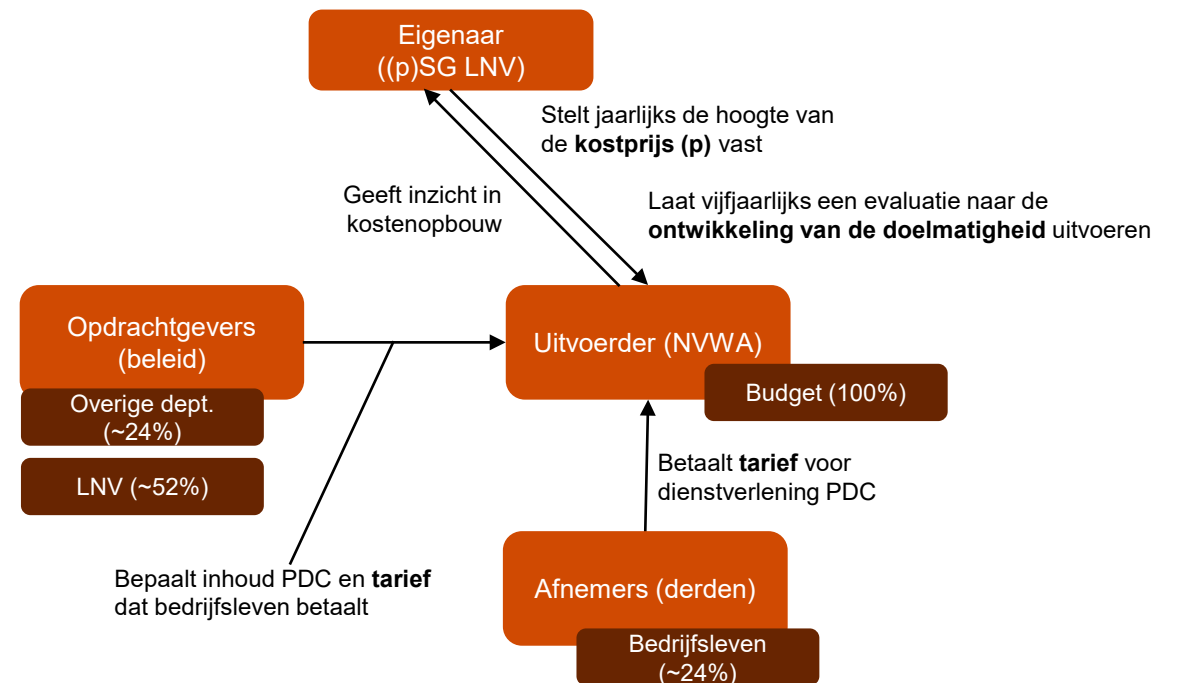 Eigenaar
((p)SG LNV)
Stelt jaarlijks de hoogte van
de kostprijs (p) vast
Geeft inzicht in
kostenopbouw
Laat vijfjaarlijks een evaluatie naar de
ontwikkeling van de doelmatigheid uitvoeren
Opdrachtgevers
(beleid)
Overige dept.
(~24%)
LNV (~52%)
Uitvoerder (NVWA)
Budget (100%)
Betaalt tarief voor
dienstverlening PDC
Bepaalt inhoud PDC en tarief
dat bedrijfsleven betaalt
Afnemers (derden)
Bedrijfsleven
(~24%)